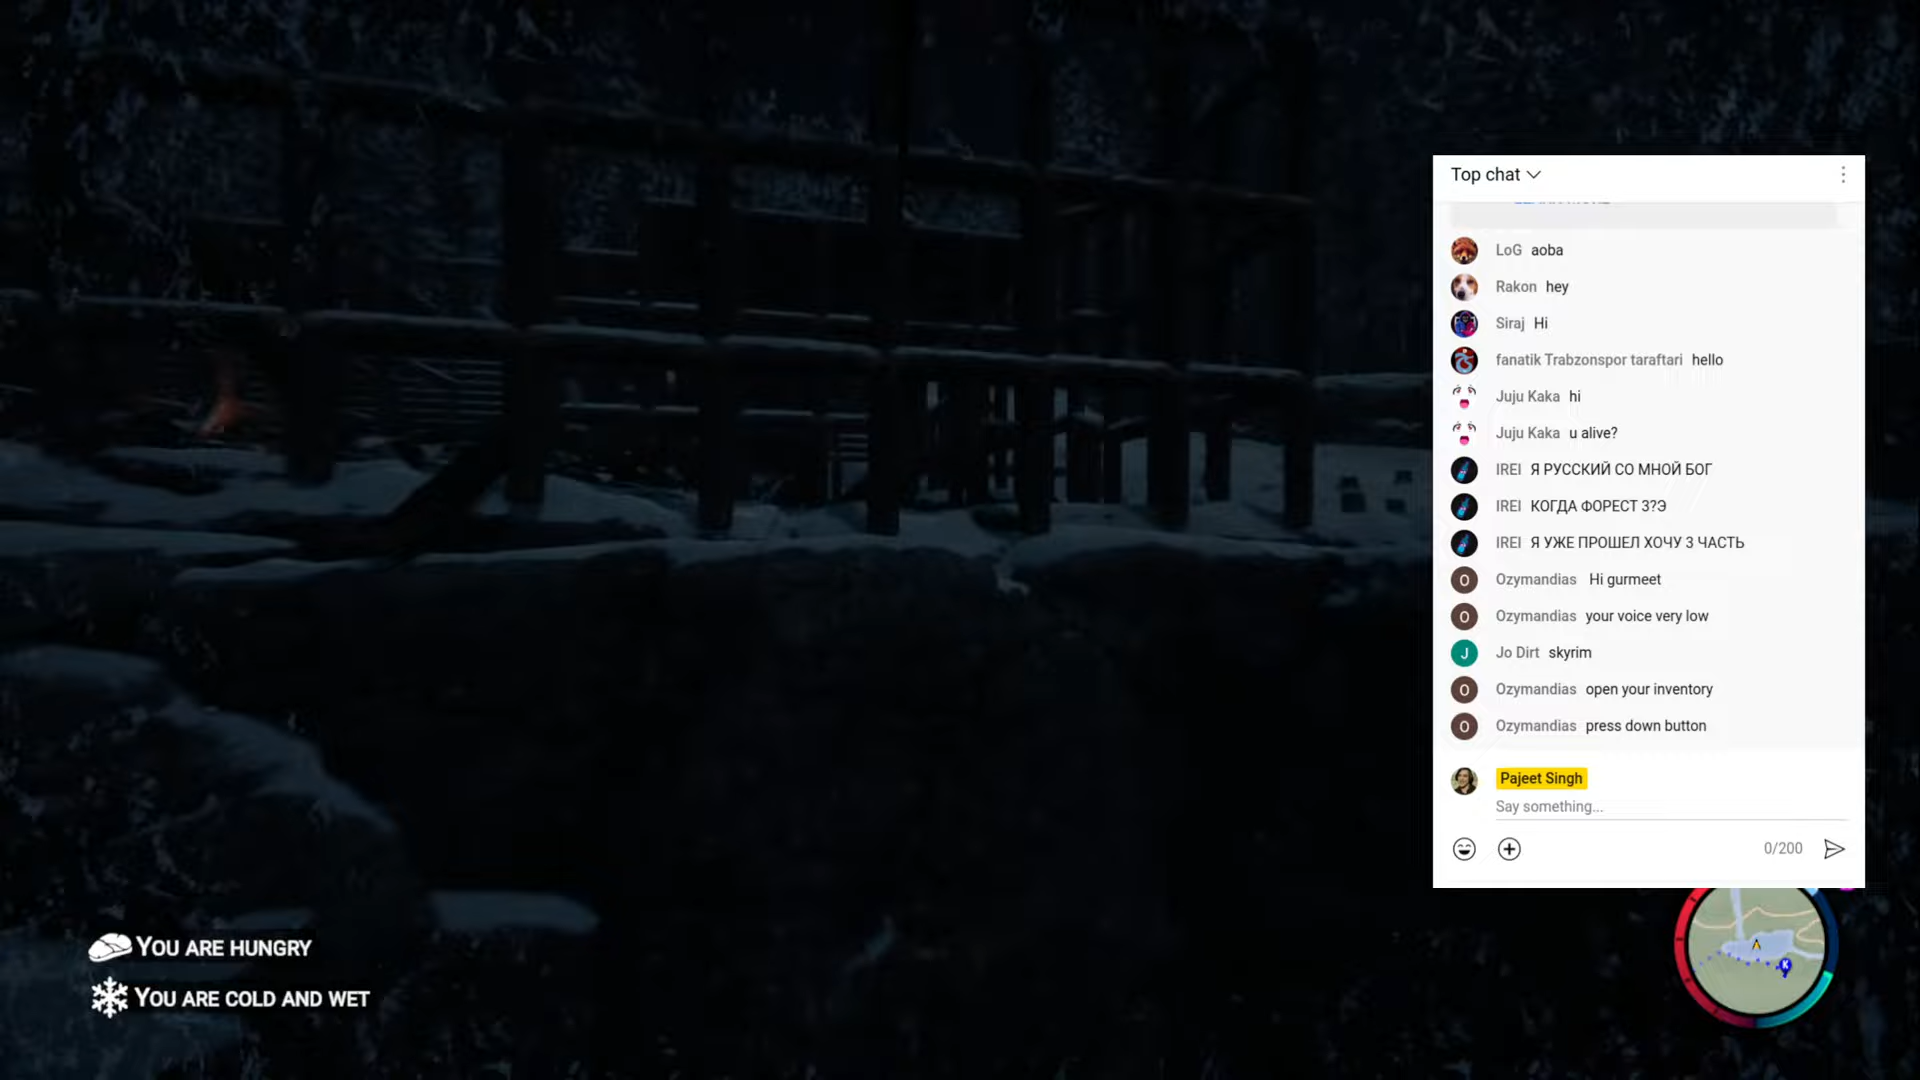 Top chat
LoG aoba
Rakon hey
Siraj Hi
fanatik Trabzonspor taraftari hello
Juju Kaka hi
Juju Kaka u alive?
IREI Я РУССКИЙ СО МНОЙ БОГ
IREI КОГДА ФОРЕСТ 3?Э
IREI Я УЖЕ ПРОШЕЛ ХОЧУ 3 ЧАСТЬ
O Ozymandias Hi gurmeet
O Ozymandias your voice very low
J Jo Dirt skyrim
O Ozymandias open your inventory
O Ozymandias press down button
Pajeet Singh
Say something...
0/200
YOU ARE HUNGRY
YOU ARE COLD AND WET
K